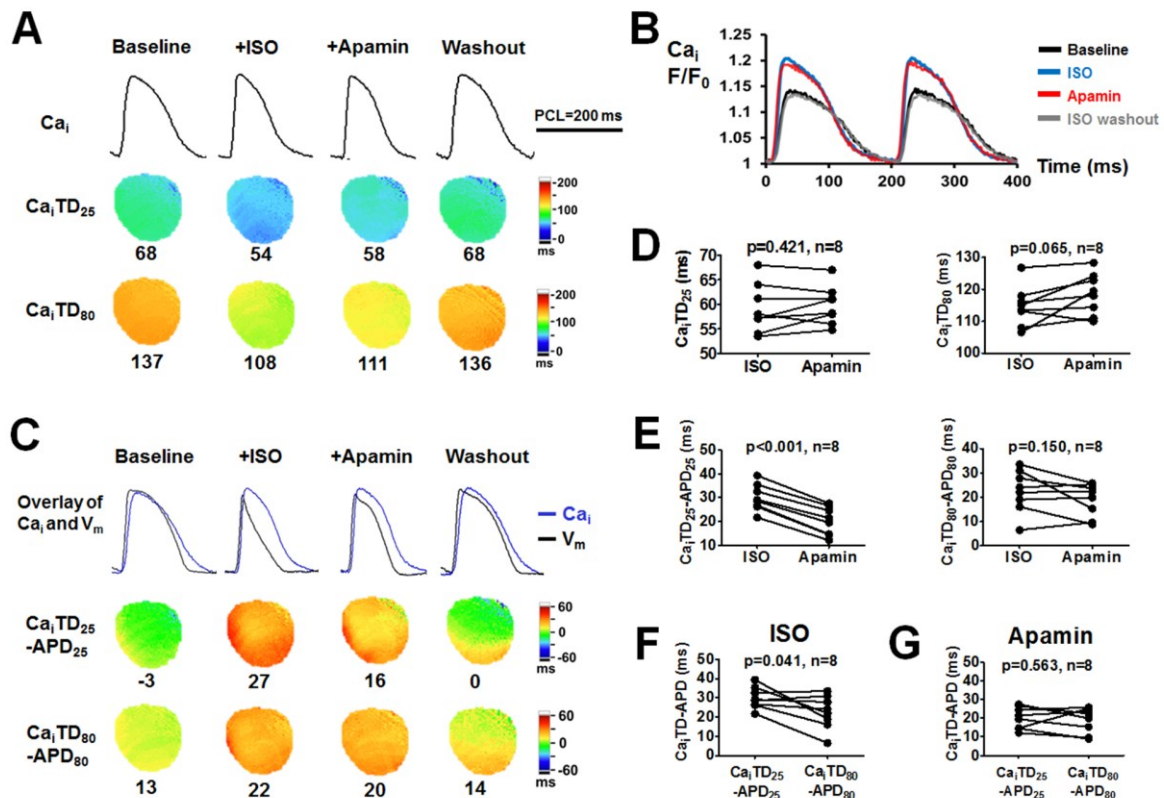 A
Baseline +ISO +Apamin Washout
Cai
PCL=200 ms
CaiTD25
200
100
0
ms
68 54 58 68
CaiTD80
200
100
0
ms
137 108 111 136
B
Cai
F/F0
1.25
1.2
1.15
1.1
1.05
1
0 100 200 300 400
Time (ms)
Baseline
ISO
Apamin
ISO washout
C
Baseline +ISO +Apamin Washout
Overlay of
Cai and Vm
Cai
Vm
CaiTD25
-APD25
60
0
-60
ms
-3 27 16 0
CaiTD80
-APD80
60
0
-60
ms
13 22 20 14
D
p=0.421, n=8
CaiTD25 (ms)
70
65
60
55
50
ISO Apamin
p=0.065, n=8
CaiTD80 (ms)
130
120
110
100
ISO Apamin
E
p<0.001, n=8
CaiTD25-APD25 (ms)
50
40
30
20
10
ISO Apamin
p=0.150, n=8
CaiTD80-APD80 (ms)
40
30
20
10
0
ISO Apamin
F
ISO
p=0.041, n=8
CaiTD-APD (ms)
50
40
30
20
10
0
CaiTD25 CaiTD80
-APD25 -APD80
G
Apamin
p=0.563, n=8
CaiTD-APD (ms)
50
40
30
20
10
0
CaiTD25 CaiTD80
-APD25 -APD80